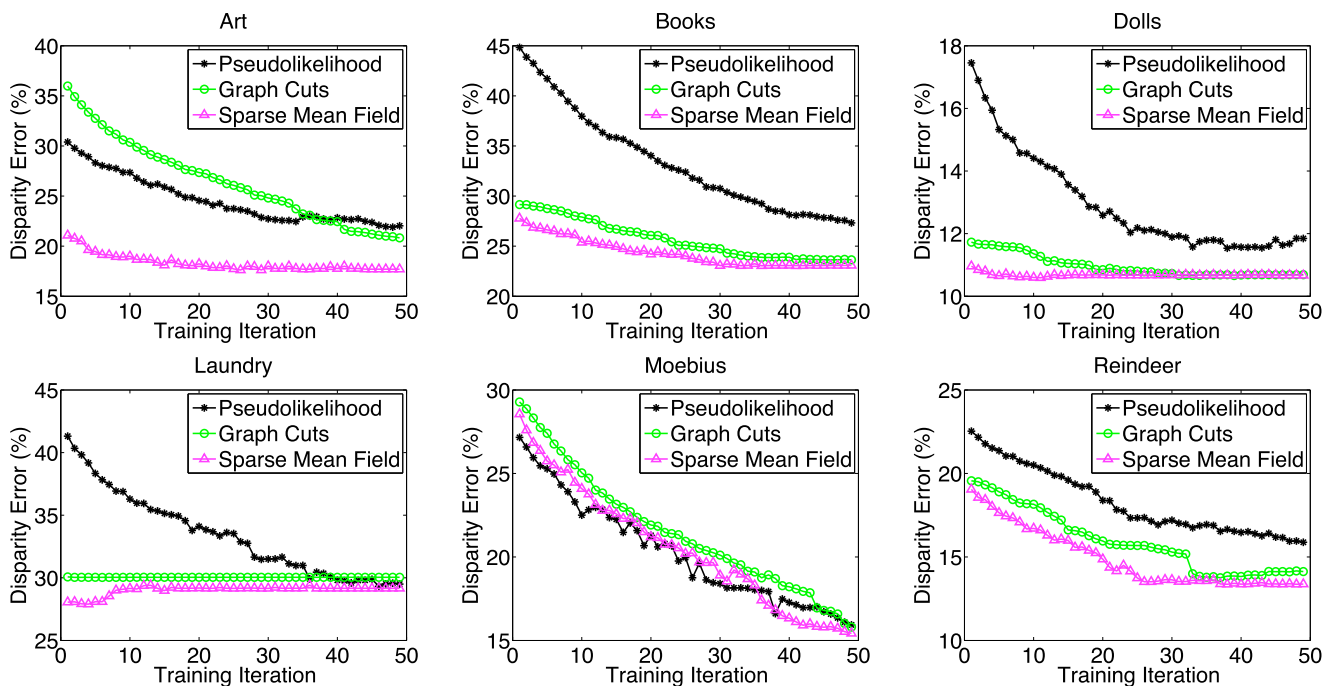 Art
40
35
30
25
20
15
Disparity Error (%)
Pseudolikelihood
Graph Cuts
Sparse Mean Field
0 10 20 30 40 50
Training Iteration
Books
45
40
35
30
25
20
Disparity Error (%)
Pseudolikelihood
Graph Cuts
Sparse Mean Field
0 10 20 30 40 50
Training Iteration
Dolls
18
16
14
12
10
Disparity Error (%)
Pseudolikelihood
Graph Cuts
Sparse Mean Field
0 10 20 30 40 50
Training Iteration
Laundry
45
40
35
30
25
Disparity Error (%)
Pseudolikelihood
Graph Cuts
Sparse Mean Field
0 10 20 30 40 50
Training Iteration
Moebius
30
25
20
15
Disparity Error (%)
Pseudolikelihood
Graph Cuts
Sparse Mean Field
0 10 20 30 40 50
Training Iteration
Reindeer
25
20
15
10
Disparity Error (%)
Pseudolikelihood
Graph Cuts
Sparse Mean Field
0 10 20 30 40 50
Training Iteration